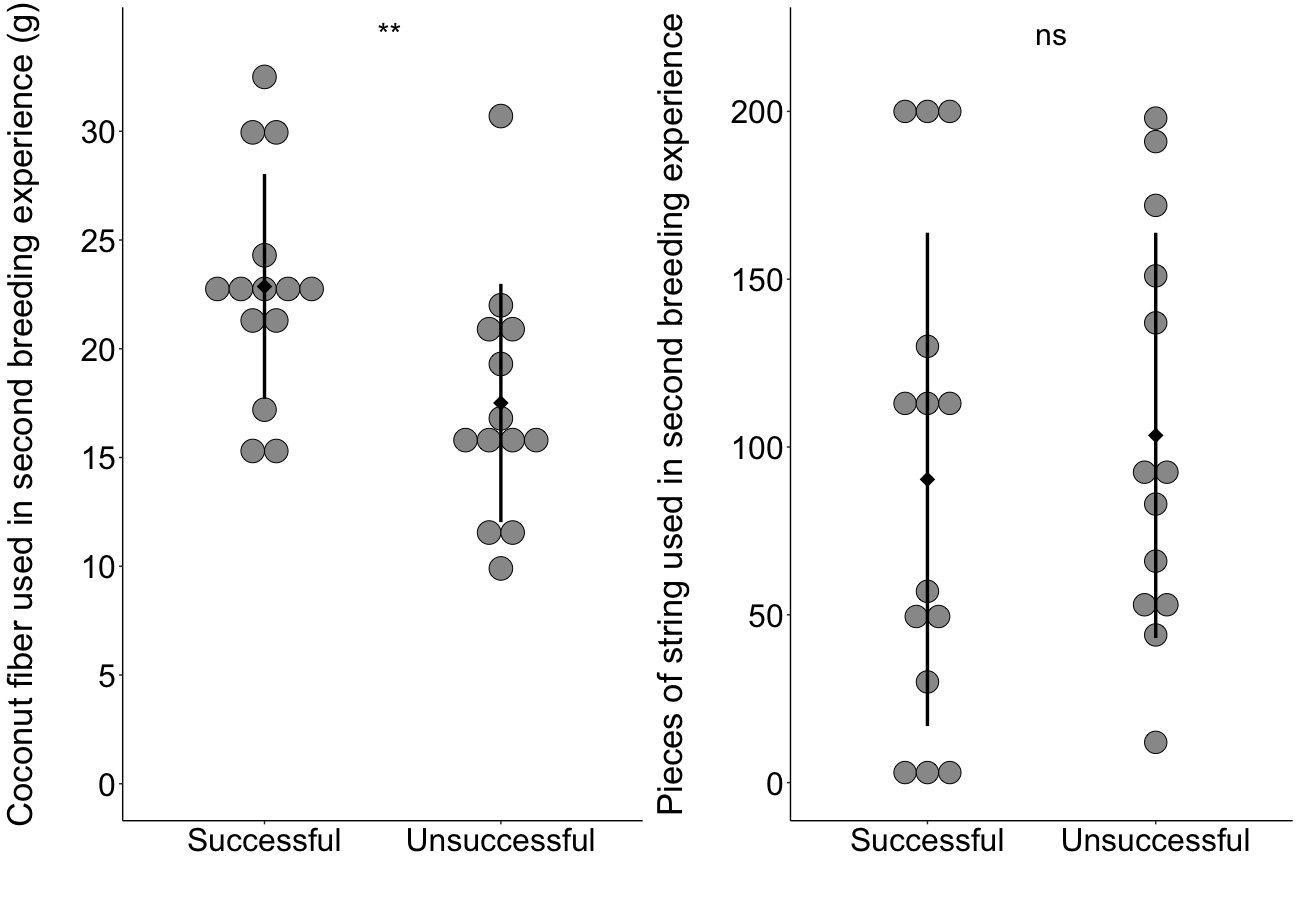 Coconut fiber used in second breeding experience (g)
**
30
25
20
15
10
5
0
Successful Unsuccessful
Pieces of string used in second breeding experience
ns
200
150
100
50
0
Successful Unsuccessful